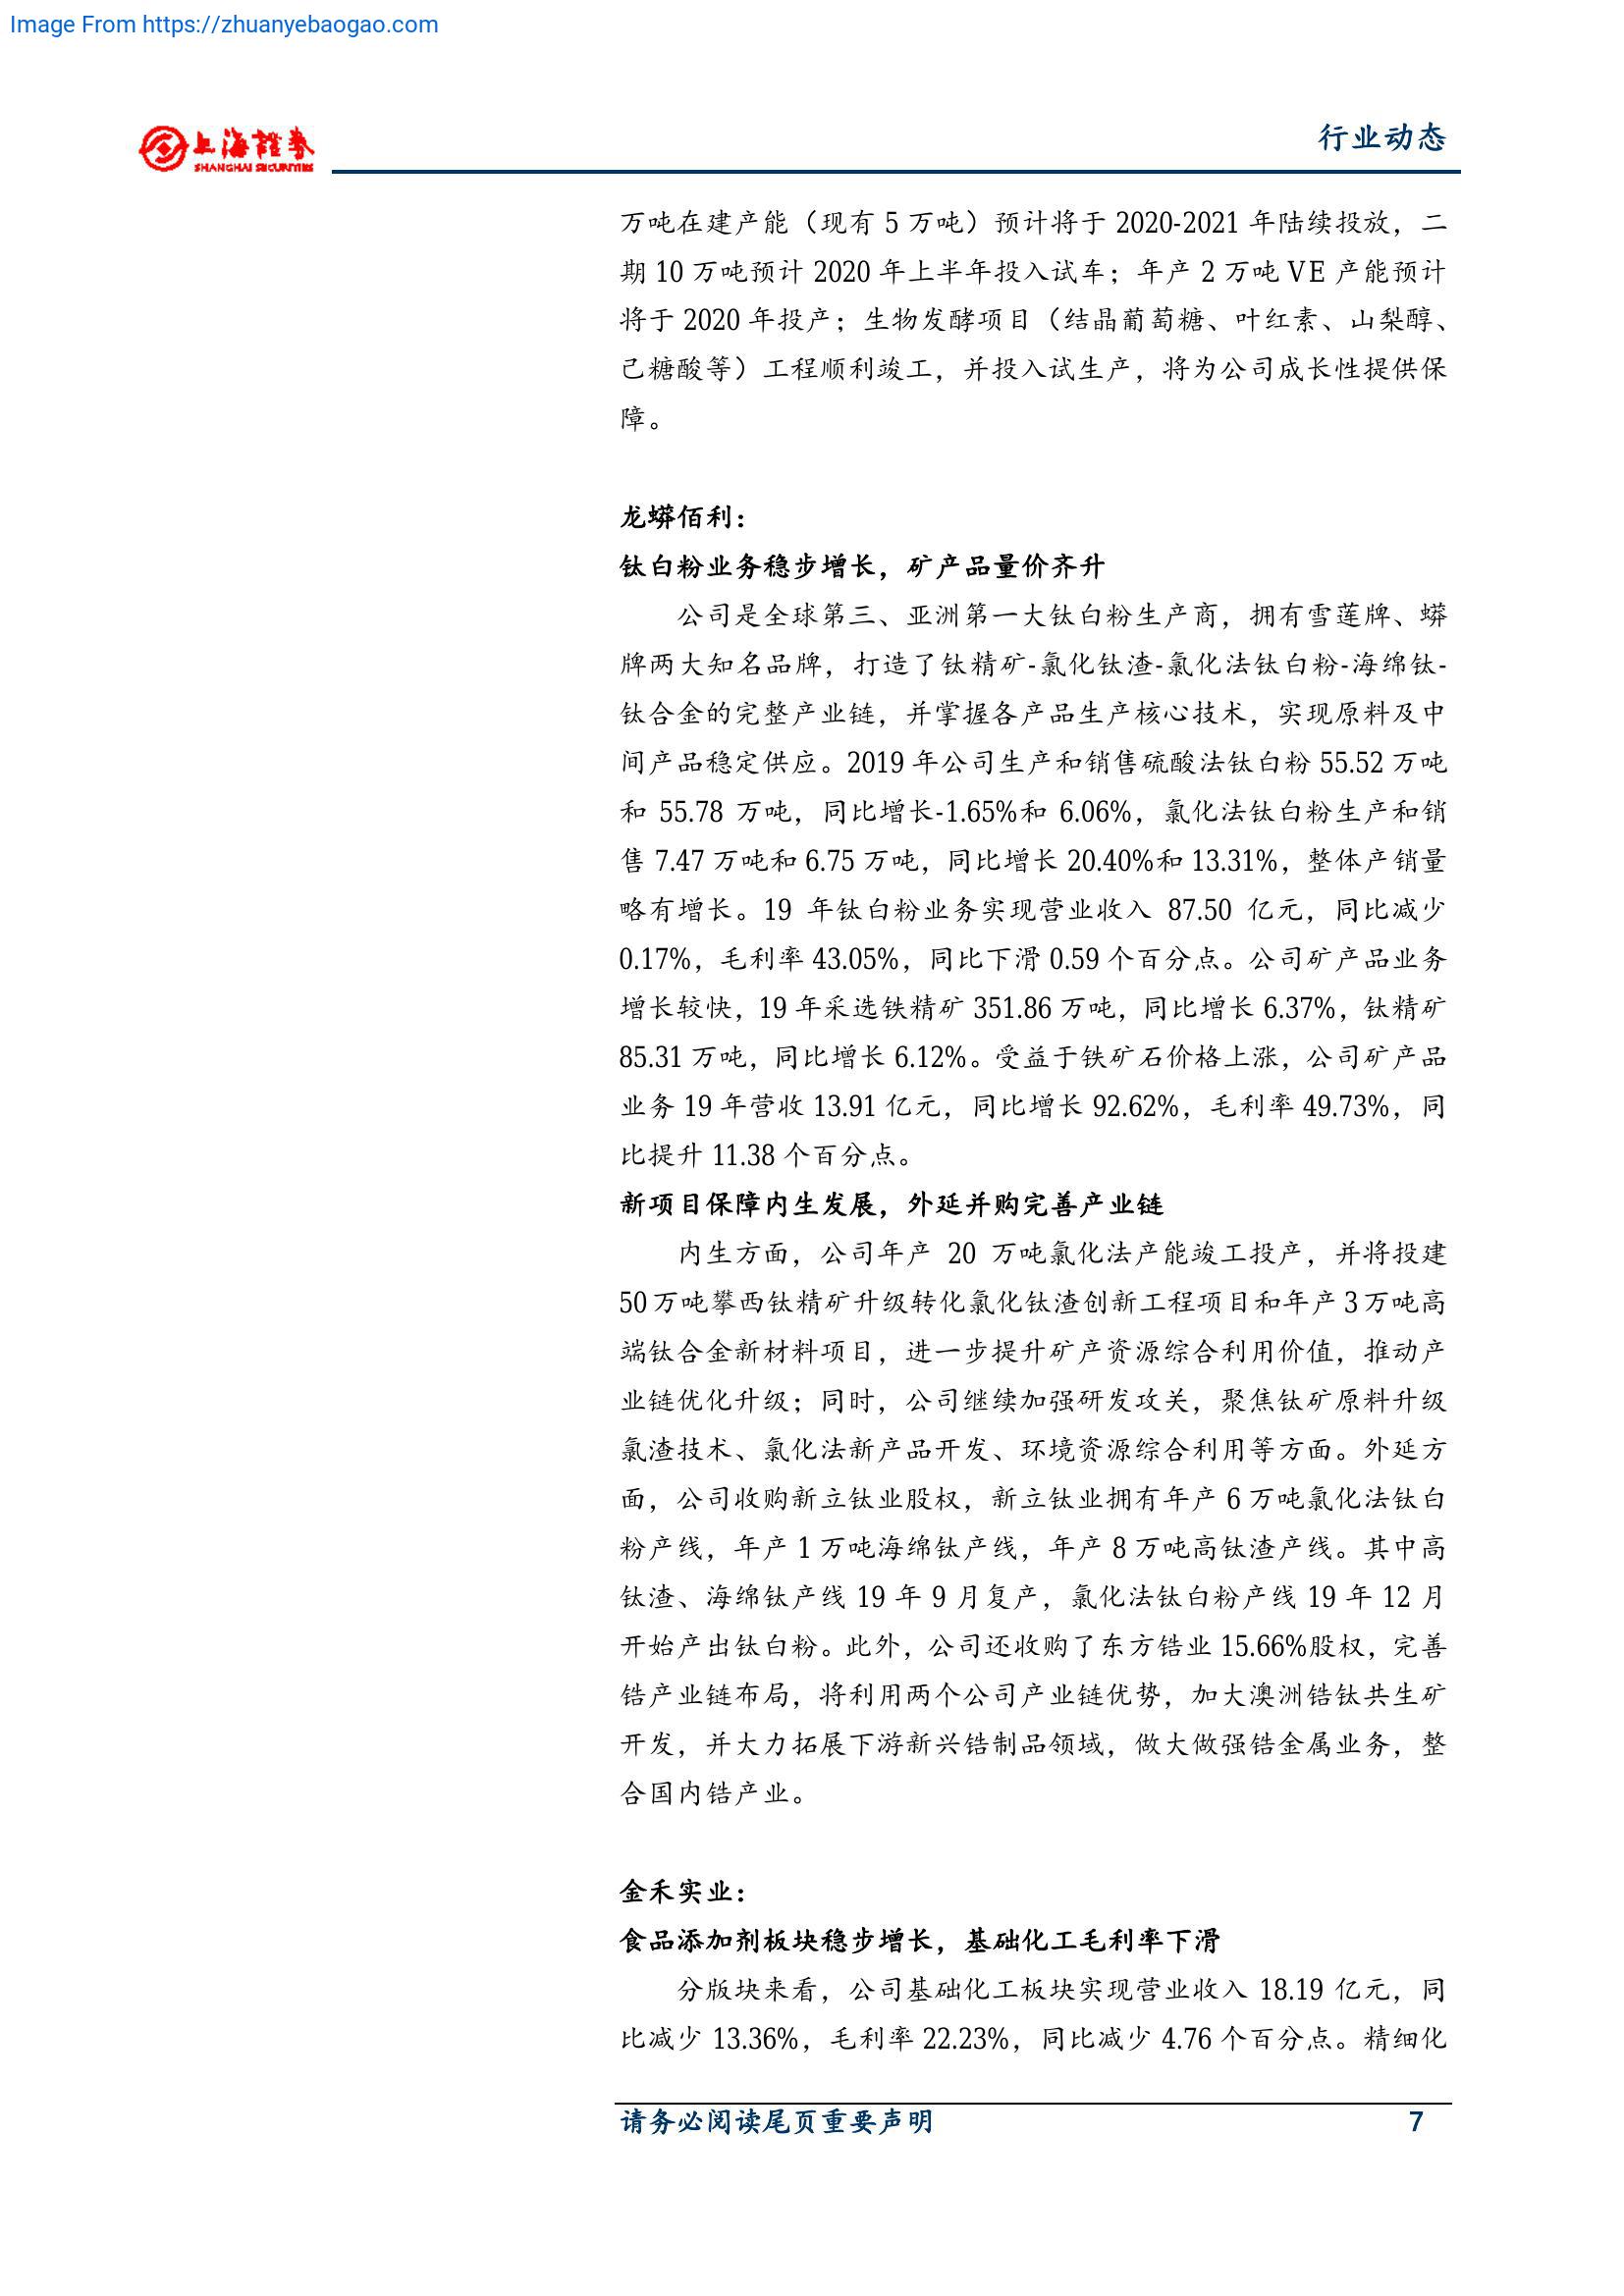 Image From https://zhuanyebaogao.com
上海證券
SHANGHAI SECURITIES
行业动态
万吨在建产能（现有 5 万吨）预计将于 2020-2021 年陆续投放，二
期 10 万吨预计 2020 年上半年投入试车；年产 2 万吨 VE 产能预计
将于 2020 年投产；生物发酵项目（结晶葡萄糖、叶红素、山梨醇、
己糖酸等）工程顺利竣工，并投入试生产，将为公司成长性提供保
障。
龙蟒佰利：
钛白粉业务稳步增长，矿产品量价齐升
公司是全球第三、亚洲第一大钛白粉生产商，拥有雪莲牌、蟒
牌两大知名品牌，打造了钛精矿-氯化钛渣-氯化法钛白粉-海绵钛-
钛合金的完整产业链，并掌握各产品生产核心技术，实现原料及中
间产品稳定供应。2019 年公司生产和销售硫酸法钛白粉 55.52 万吨
和 55.78 万吨，同比增长-1.65%和 6.06%，氯化法钛白粉生产和销
售 7.47 万吨和 6.75 万吨，同比增长 20.40%和 13.31%，整体产销量
略有增长。19 年钛白粉业务实现营业收入 87.50 亿元，同比减少
0.17%，毛利率 43.05%，同比下滑 0.59 个百分点。公司矿产品业务
增长较快，19 年采选铁精矿 351.86 万吨，同比增长 6.37%，钛精矿
85.31 万吨，同比增长 6.12%。受益于铁矿石价格上涨，公司矿产品
业务 19 年营收 13.91 亿元，同比增长 92.62%，毛利率 49.73%，同
比提升 11.38 个百分点。
新项目保障内生发展，外延并购完善产业链
内生方面，公司年产 20 万吨氯化法产能竣工投产，并将投建
50 万吨攀西钛精矿升级转化氯化钛渣创新工程项目和年产 3 万吨高
端钛合金新材料项目，进一步提升矿产资源综合利用价值，推动产
业链优化升级；同时，公司继续加强研发攻关，聚焦钛矿原料升级
氯渣技术、氯化法新产品开发、环境资源综合利用等方面。外延方
面，公司收购新立钛业股权，新立钛业拥有年产 6 万吨氯化法钛白
粉产线，年产 1 万吨海绵钛产线，年产 8 万吨高钛渣产线。其中高
钛渣、海绵钛产线 19 年 9 月复产，氯化法钛白粉产线 19 年 12 月
开始产出钛白粉。此外，公司还收购了东方锆业 15.66%股权，完善
锆产业链布局，将利用两个公司产业链优势，加大澳洲锆钛共生矿
开发，并大力拓展下游新兴锆制品领域，做大做强锆金属业务，整
合国内锆产业。
金禾实业：
食品添加剂板块稳步增长，基础化工毛利率下滑
分版块来看，公司基础化工板块实现营业收入 18.19 亿元，同
比减少 13.36%，毛利率 22.23%，同比减少 4.76 个百分点。精细化
请务必阅读尾页重要声明 7